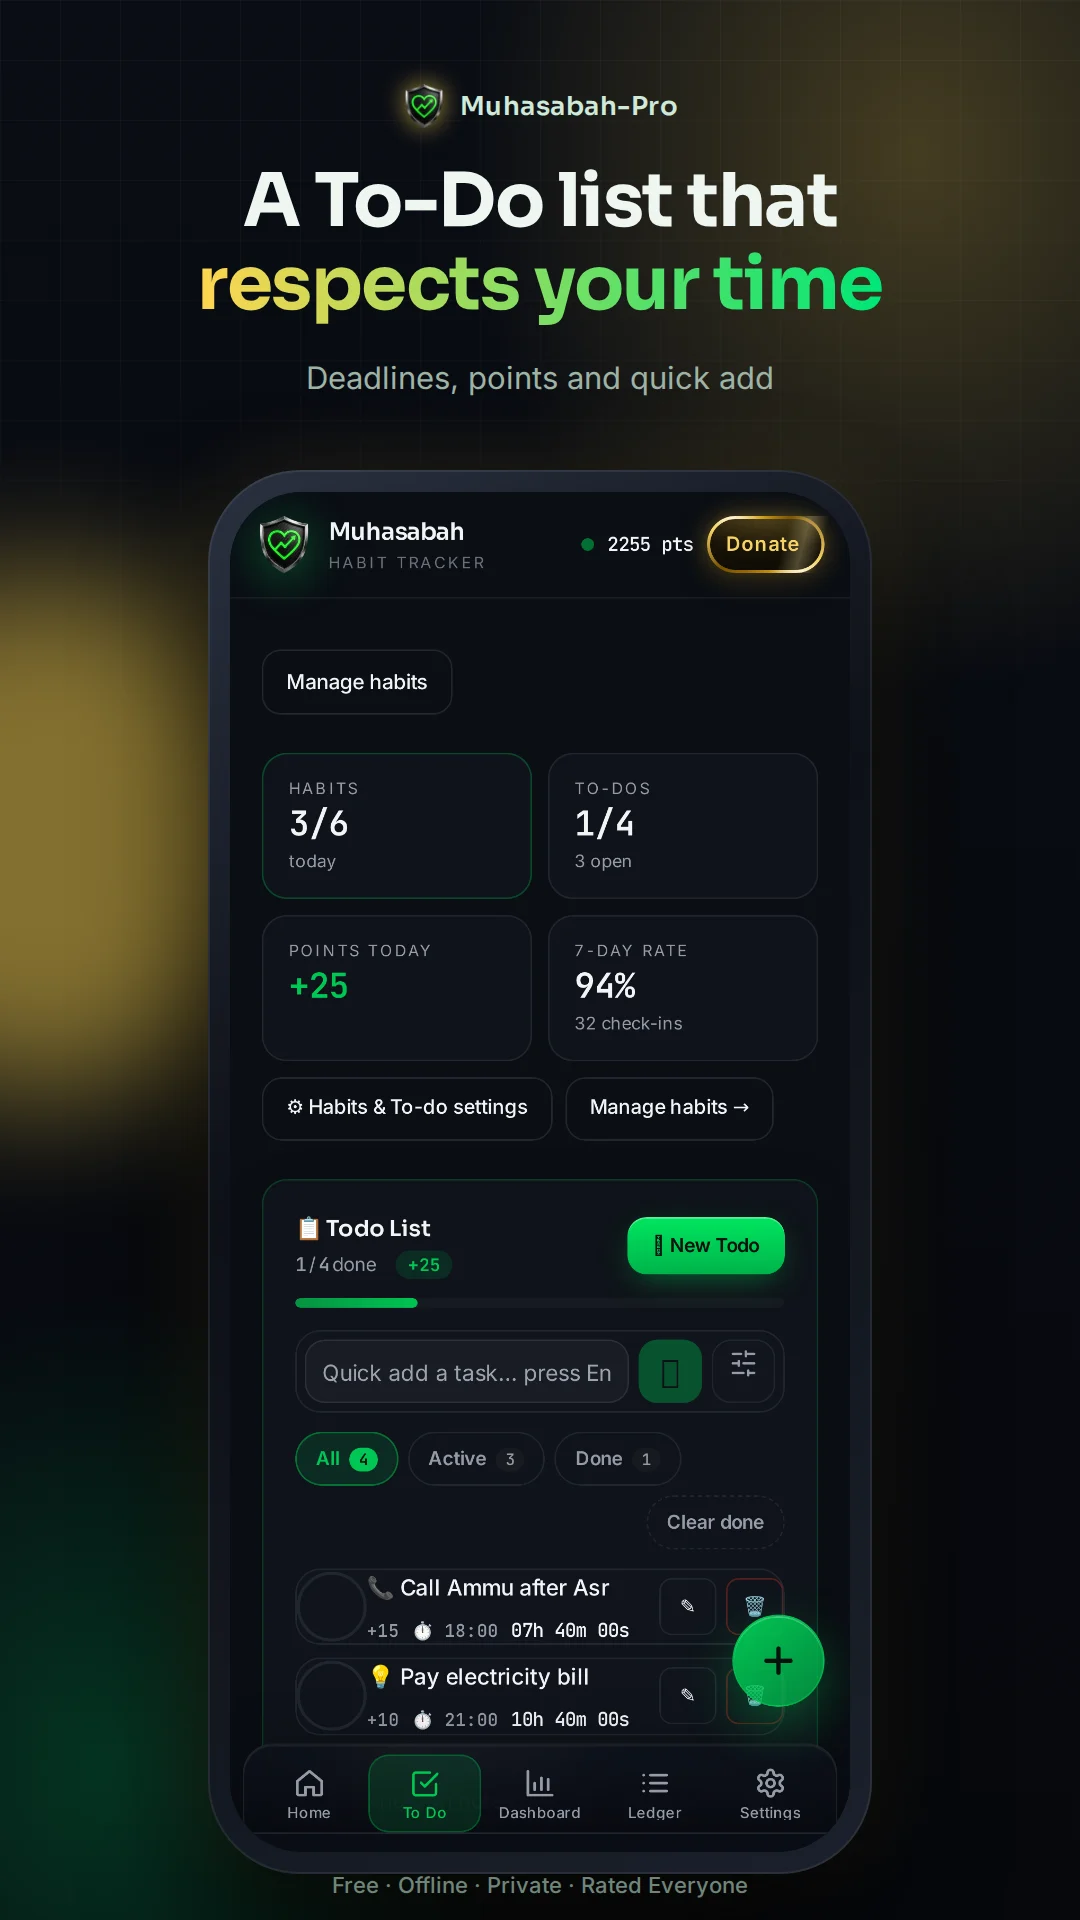 Muhasabah-Pro
A To-Do list that
respects your time
Deadlines, points and quick add
Muhasabah
HABIT TRACKER
2255 pts
Donate
Manage habits
HABITS
3/6
today
TO-DOS
1/4
3 open
POINTS TODAY
+25
7-DAY RATE
94%
32 check-ins
⚙ Habits & To-do settings
Manage habits →
📋 Todo List
1/4 done +25
New Todo
Quick add a task... press En
All 4
Active 3
Done 1
Clear done
📞 Call Ammu after Asr
+15 ⏱ 18:00 07h 40m 00s
💡 Pay electricity bill
+10 ⏱ 21:00 10h 40m 00s
Home
To Do
Dashboard
Ledger
Settings
Free · Offline · Private · Rated Everyone